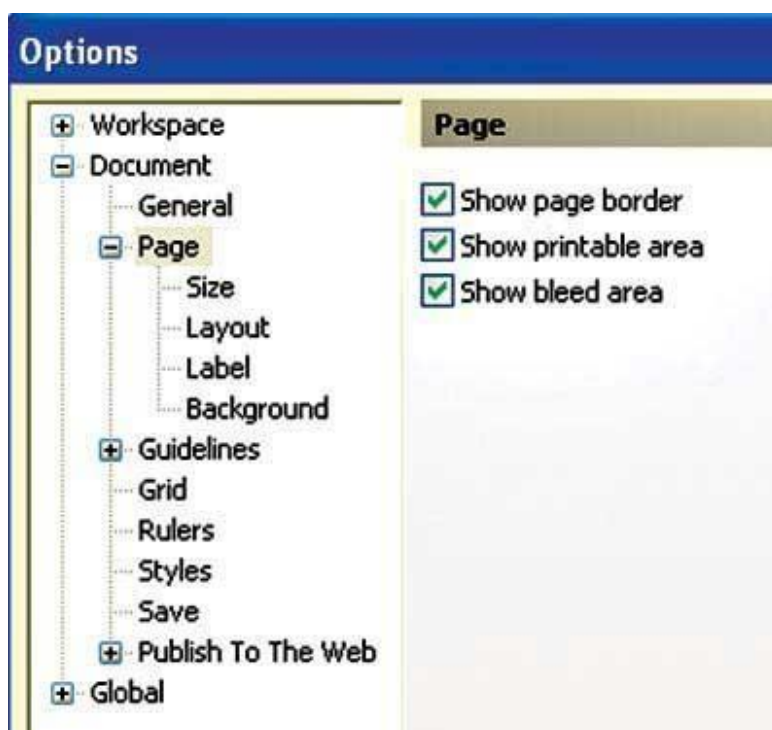 Options
Workspace
Document
General
Page
Size
Layout
Label
Background
Guidelines
Grid
Rulers
Styles
Save
Publish To The Web
Global
Page
Show page border
Show printable area
Show bleed area